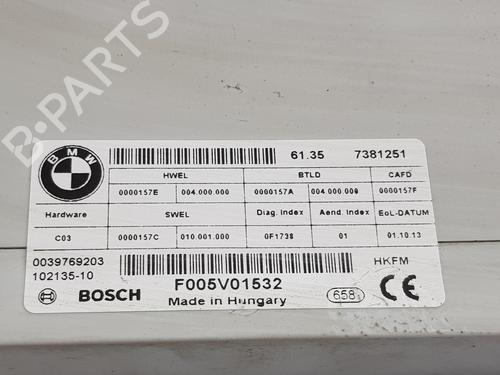 B-PARTS
BMW
61.35 7381251
HWEL BTLD CAFD
0000157E 004.000.000 0000157A 004.000.009 0000157F
Hardware SWEL Diag. Index Aend. Index EoL-DATUM
C03 0000157C 010.001.000 0F1738 01 01.10.13
0039769203 HKFM
102135-10
BOSCH F005V01532 658 CE
Made in Hungary